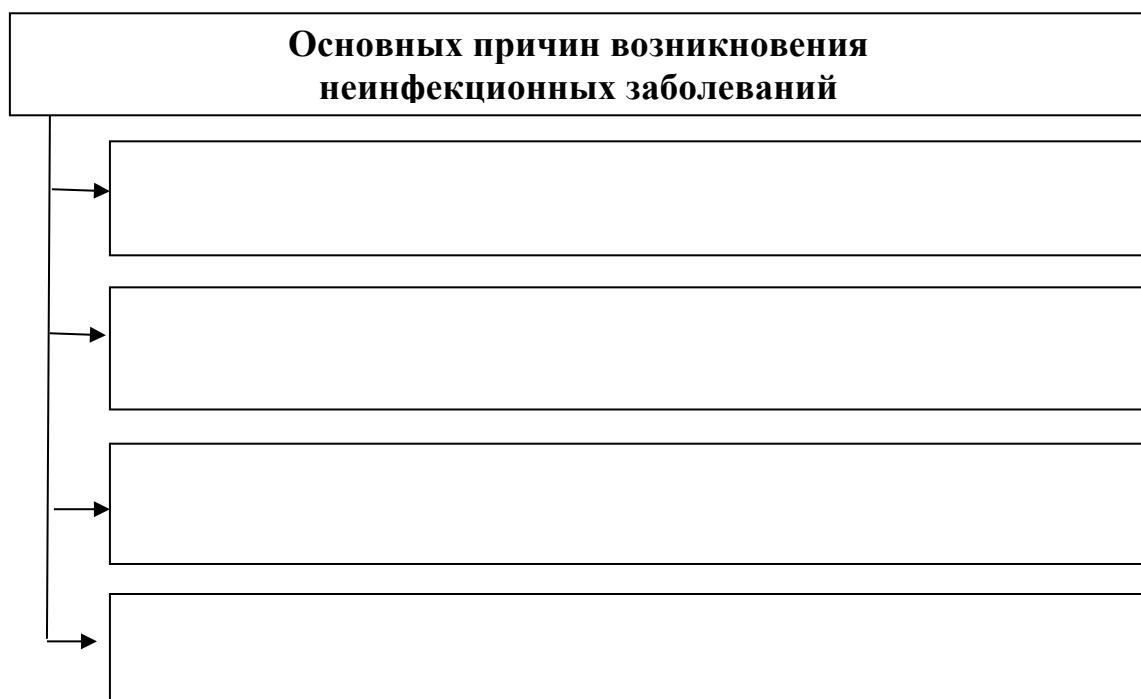 Основных причин возникновения
неинфекционных заболеваний